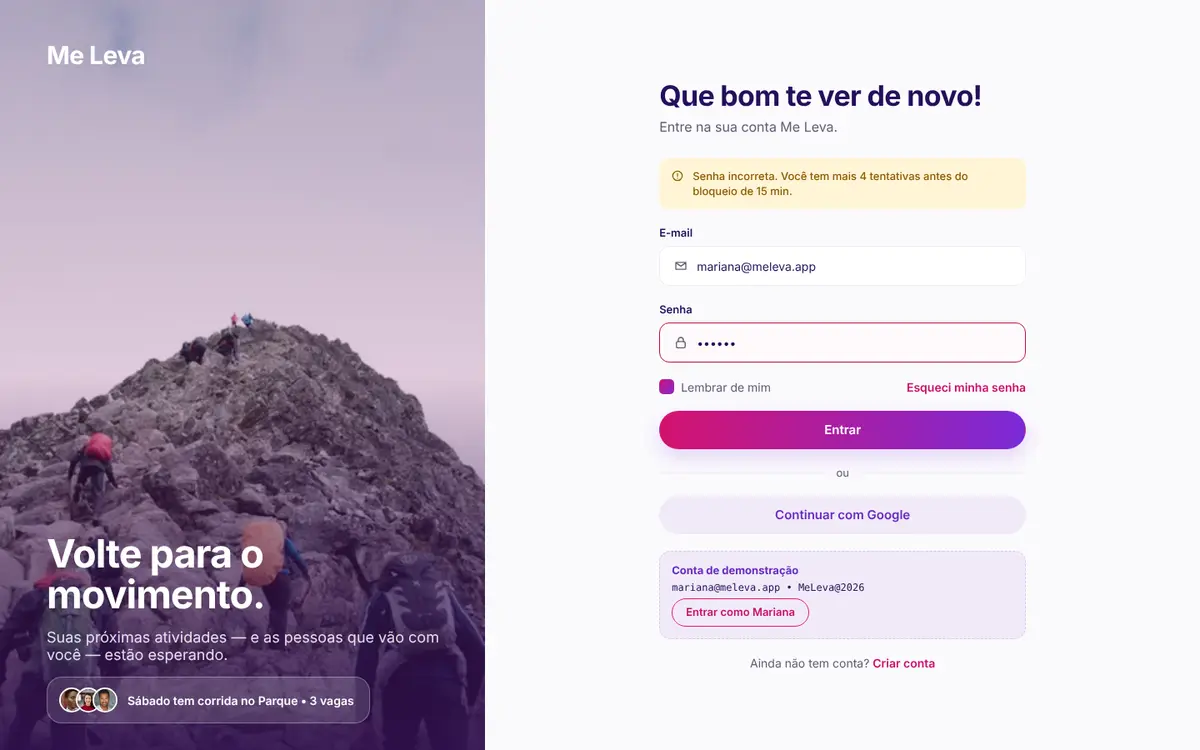 Me Leva
Volte para o
movimento.
Suas próximas atividades — e as pessoas que vão com
você — estão esperando.
Sábado tem corrida no Parque • 3 vagas
Que bom te ver de novo!
Entre na sua conta Me Leva.
Senha incorreta. Você tem mais 4 tentativas antes do
bloqueio de 15 min.
E-mail
mariana@meleva.app
Senha
••••••
Lembrar de mim
Esqueci minha senha
Entrar
ou
Continuar com Google
Conta de demonstração
mariana@meleva.app • MeLeva@2026
Entrar como Mariana
Ainda não tem conta? Criar conta